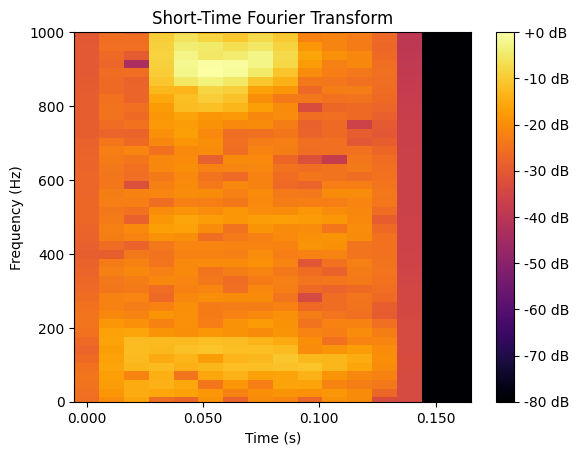 Short-Time Fourier Transform
1000
800
600
400
200
0
Frequency (Hz)
0.000
0.050
0.100
0.150
Time (s)
+0 dB
-10 dB
-20 dB
-30 dB
-40 dB
-50 dB
-60 dB
-70 dB
-80 dB